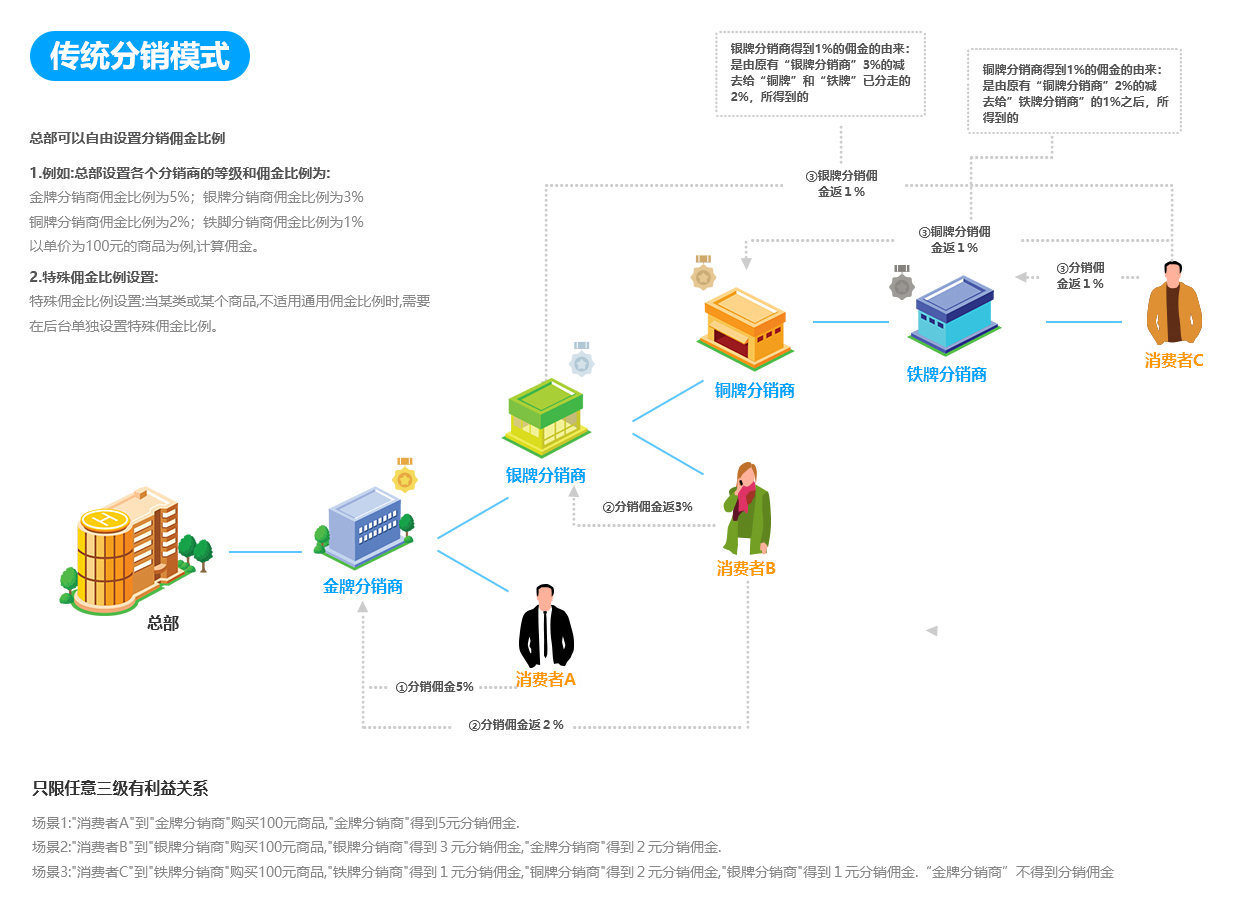 传统分销模式
总部可以自由设置分销佣金比例
1.例如:总部设置各个分销商的等级和佣金比例为:
金牌分销商佣金比例为5%；银牌分销商佣金比例为3%
铜牌分销商佣金比例为2%；铁脚分销商佣金比例为1%
以单价为100元的商品为例,计算佣金。
2.特殊佣金比例设置:
特殊佣金比例设置:当某类或某个商品,不适用通用佣金比例时,需要
在后台单独设置特殊佣金比例。
银牌分销商得到1%的佣金的由来：
是由原有“银牌分销商”3%的减
去给“铜牌”和“铁牌”已分走的
2%，所得到的
铜牌分销商得到1%的佣金的由来：
是由原有“铜牌分销商”2%的减
去给”铁牌分销商”的1%之后，所
得到的
③银牌分销佣
金返１%
③铜牌分销佣
金返１%
③分销佣
金返１%
消费者C
铁牌分销商
铜牌分销商
银牌分销商
②分销佣金返3%
消费者B
金牌分销商
总部
消费者A
①分销佣金5%
②分销佣金返２%
只限任意三级有利益关系
场景1:"消费者A"到"金牌分销商"购买100元商品,"金牌分销商"得到5元分销佣金.
场景2:"消费者B"到"银牌分销商"购买100元商品,"银牌分销商"得到３元分销佣金,"金牌分销商"得到２元分销佣金.
场景3:"消费者C"到"铁牌分销商"购买100元商品,"铁牌分销商"得到１元分销佣金,"铜牌分销商"得到２元分销佣金,"银牌分销商"得到１元分销佣金.“金牌分销商”不得到分销佣金